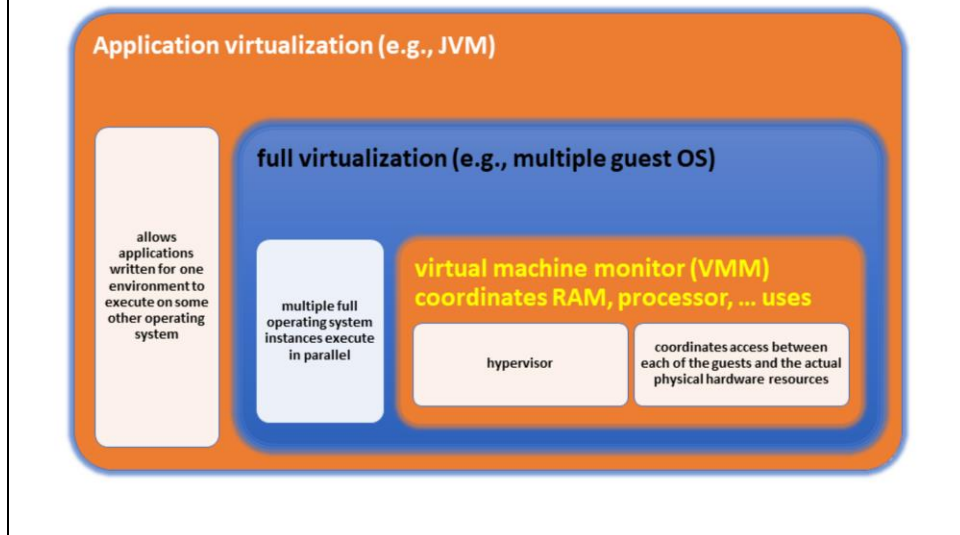 Application virtualization (e.g., JVM)
allows
applications
written for one
environment to
execute on some
other operating
system
full virtualization (e.g., multiple guest OS)
multiple full
operating system
instances execute
in parallel
virtual machine monitor (VMM)
coordinates RAM, processor, ... uses
hypervisor
coordinates access between
each of the guests and the actual
physical hardware resources